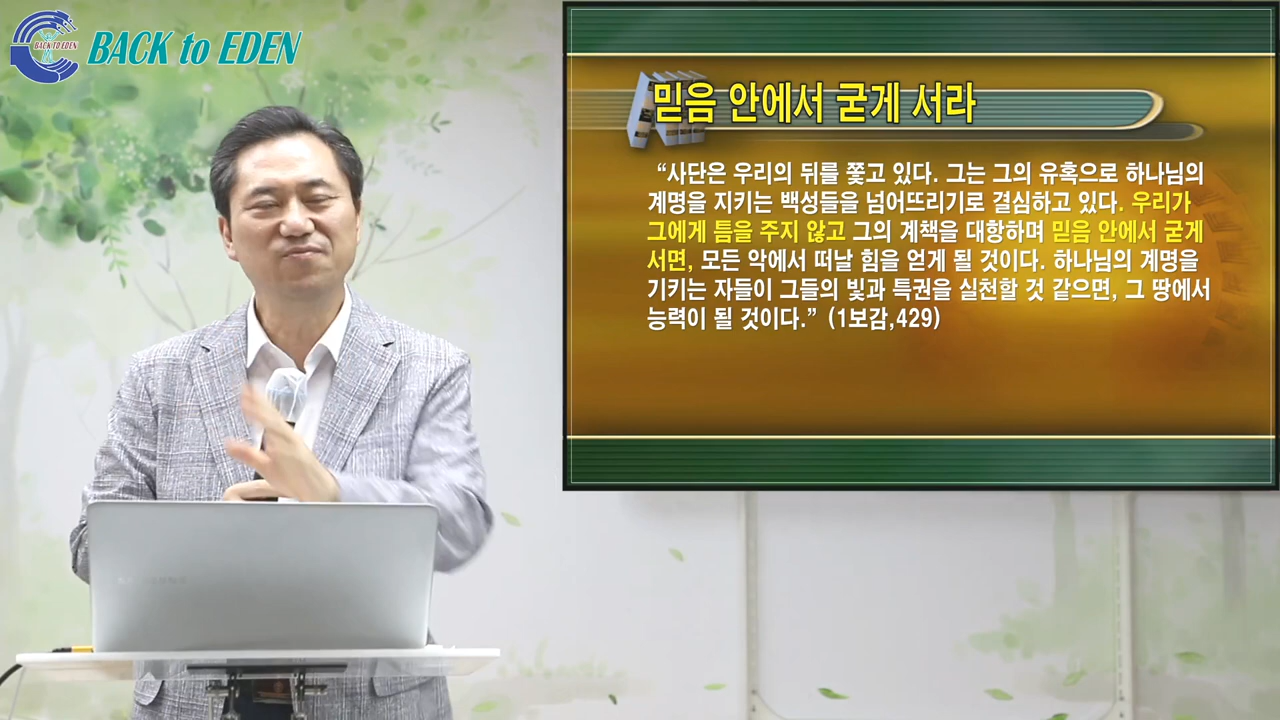 BACK TO EDEN
BACK to EDEN
믿음 안에서 굳게 서라
“사단은 우리의 뒤를 쫓고 있다. 그는 그의 유혹으로 하나님의
계명을 지키는 백성들을 넘어뜨리기로 결심하고 있다. 우리가
그에게 틈을 주지 않고 그의 계책을 대항하며 믿음 안에서 굳게
서면, 모든 악에서 떠날 힘을 얻게 될 것이다. 하나님의 계명을
기키는 자들이 그들의 빛과 특권을 실천할 것 같으면, 그 땅에서
능력이 될 것이다.” (1보감,429)